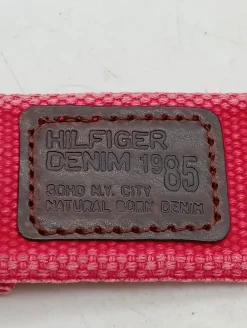 HILFIGER
DENIM 1985
SOHO N.Y. CITY
NATURAL BORN DENIM